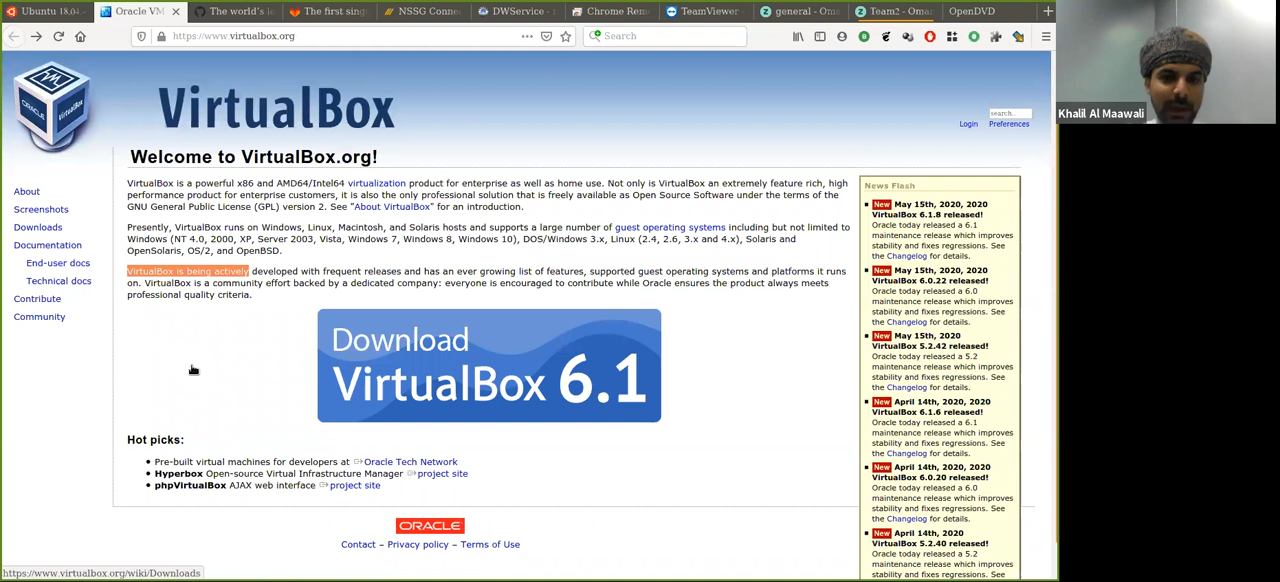 Ubuntu 18.04
Oracle VM
The world's l
The first sing
NSSG Conne
DWService -
Chrome Rem
TeamViewer
general - Om
Team2 - Oma
OpenDVD
https://www.virtualbox.org
Search
Khalil Al Maawali
ORACLE
VirtualBox
search...
Login Preferences
Welcome to VirtualBox.org!
About
Screenshots
Downloads
Documentation
End-user docs
Technical docs
Contribute
Community
VirtualBox is a powerful x86 and AMD64/Intel64 virtualization product for enterprise as well as home use. Not only is VirtualBox an extremely feature rich, high
performance product for enterprise customers, it is also the only professional solution that is freely available as Open Source Software under the terms of the
GNU General Public License (GPL) version 2. See "About VirtualBox" for an introduction.
Presently, VirtualBox runs on Windows, Linux, Macintosh, and Solaris hosts and supports a large number of guest operating systems including but not limited to
Windows (NT 4.0, 2000, XP, Server 2003, Vista, Windows 7, Windows 8, Windows 10), DOS/Windows 3.x, Linux (2.4, 2.6, 3.x and 4.x), Solaris and
OpenSolaris, OS/2, and OpenBSD.
VirtualBox is being actively developed with frequent releases and has an ever growing list of features, supported guest operating systems and platforms it runs
on. VirtualBox is a community effort backed by a dedicated company: everyone is encouraged to contribute while Oracle ensures the product always meets
professional quality criteria.
Download
VirtualBox 6.1
Hot picks:
Pre-built virtual machines for developers at Oracle Tech Network
Hyperbox Open-source Virtual Infrastructure Manager project site
phpVirtualBox AJAX web interface project site
News Flash
New May 15th, 2020, 2020
VirtualBox 6.1.8 released!
Oracle today released a 6.1
maintenance release which improves
stability and fixes regressions. See
the Changelog for details.
New May 15th, 2020, 2020
VirtualBox 6.0.22 released!
Oracle today released a 6.0
maintenance release which improves
stability and fixes regressions. See
the Changelog for details.
New May 15th, 2020
VirtualBox 5.2.42 released!
Oracle today released a 5.2
maintenance release which improves
stability and fixes regressions. See
the Changelog for details.
New April 14th, 2020, 2020
VirtualBox 6.1.6 released!
Oracle today released a 6.1
maintenance release which improves
stability and fixes regressions. See
the Changelog for details.
New April 14th, 2020, 2020
VirtualBox 6.0.20 released!
Oracle today released a 6.0
maintenance release which improves
stability and fixes regressions. See
the Changelog for details.
New April 14th, 2020
VirtualBox 5.2.40 released!
Oracle today released a 5.2
maintenance release which improves
stability and fixes regressions. See
ORACLE
Contact – Privacy policy – Terms of Use
https://www.virtualbox.org/wiki/Downloads